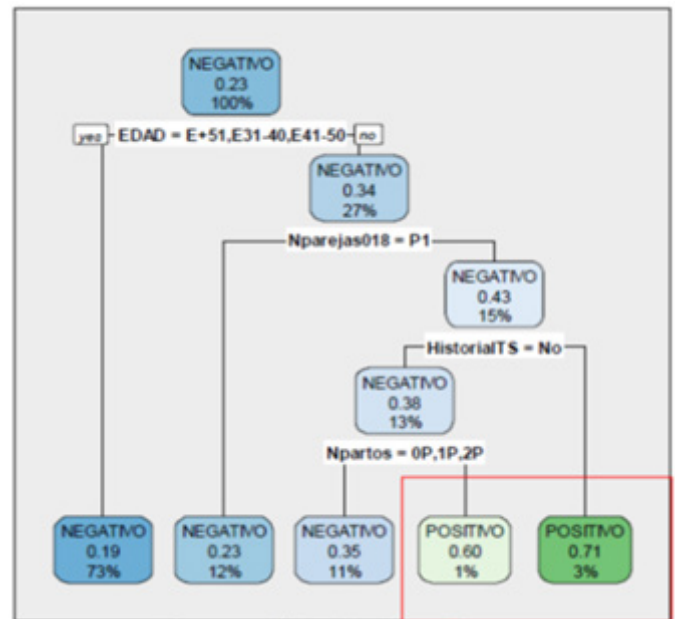 NEGATIVO
0.23
100%
yes EDAD = E+51,E31-40,E41-50 no
NEGATIVO
0.34
27%
Nparejas018 = P1
NEGATIVO
0.43
15%
HistorialTS = No
NEGATIVO
0.38
13%
Npartos = 0P,1P,2P
NEGATIVO
0.19
73%
NEGATIVO
0.23
12%
NEGATIVO
0.35
11%
POSITIVO
0.60
1%
POSITIVO
0.71
3%